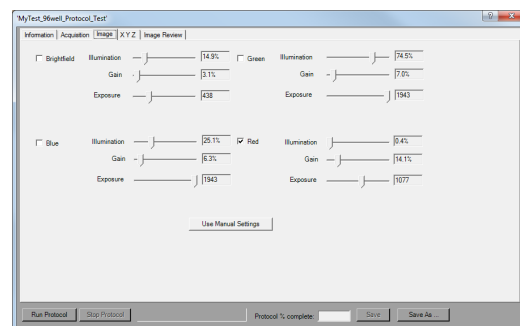 'MyTest_96well_Protocol_Test'
Information Acquisition Image X Y Z Image Review
Brightfield Illumination 14.9% Green Illumination 74.5%
Gain 3.1% Gain 7.0%
Exposure 438 Exposure 1943
Blue Illumination 25.1% Red Illumination 0.4%
Gain 6.3% Gain 14.1%
Exposure 1943 Exposure 1077
Use Manual Settings
Run Protocol Stop Protocol Protocol % complete: Save Save As ...